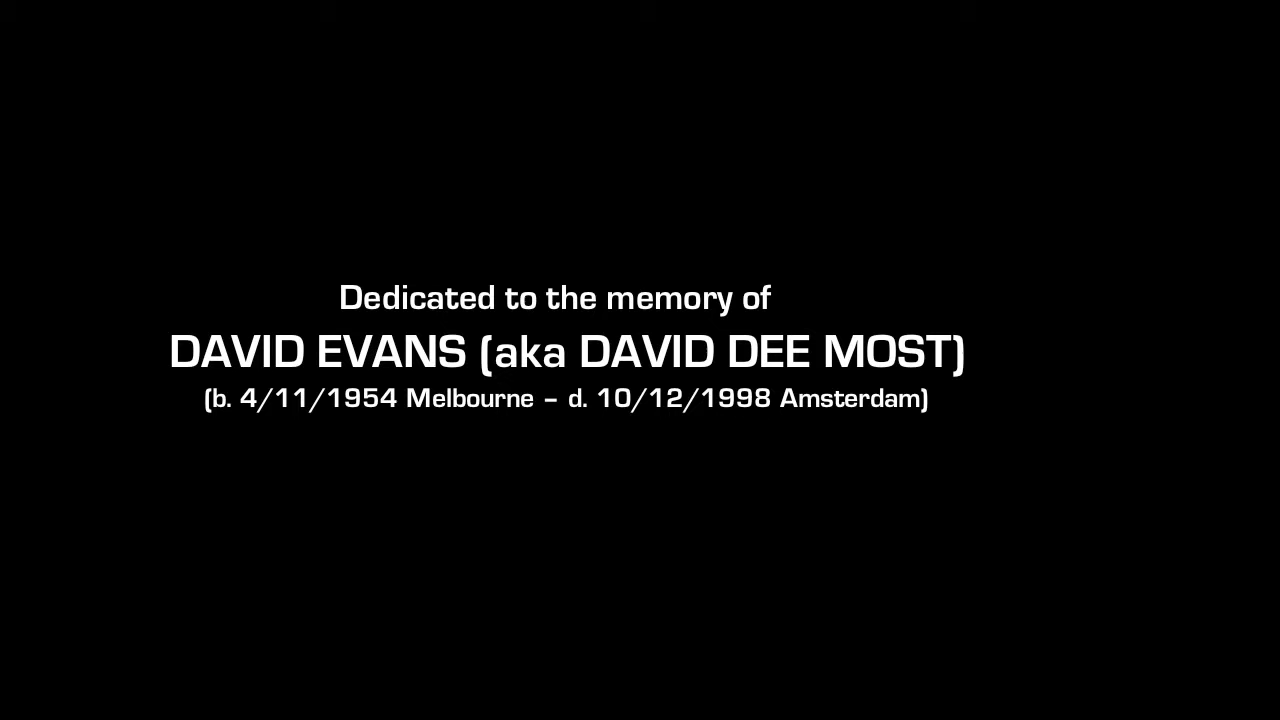 Dedicated to the memory of
DAVID EVANS (aka DAVID DEE MOST)
(b. 4/11/1954 Melbourne – d. 10/12/1998 Amsterdam)